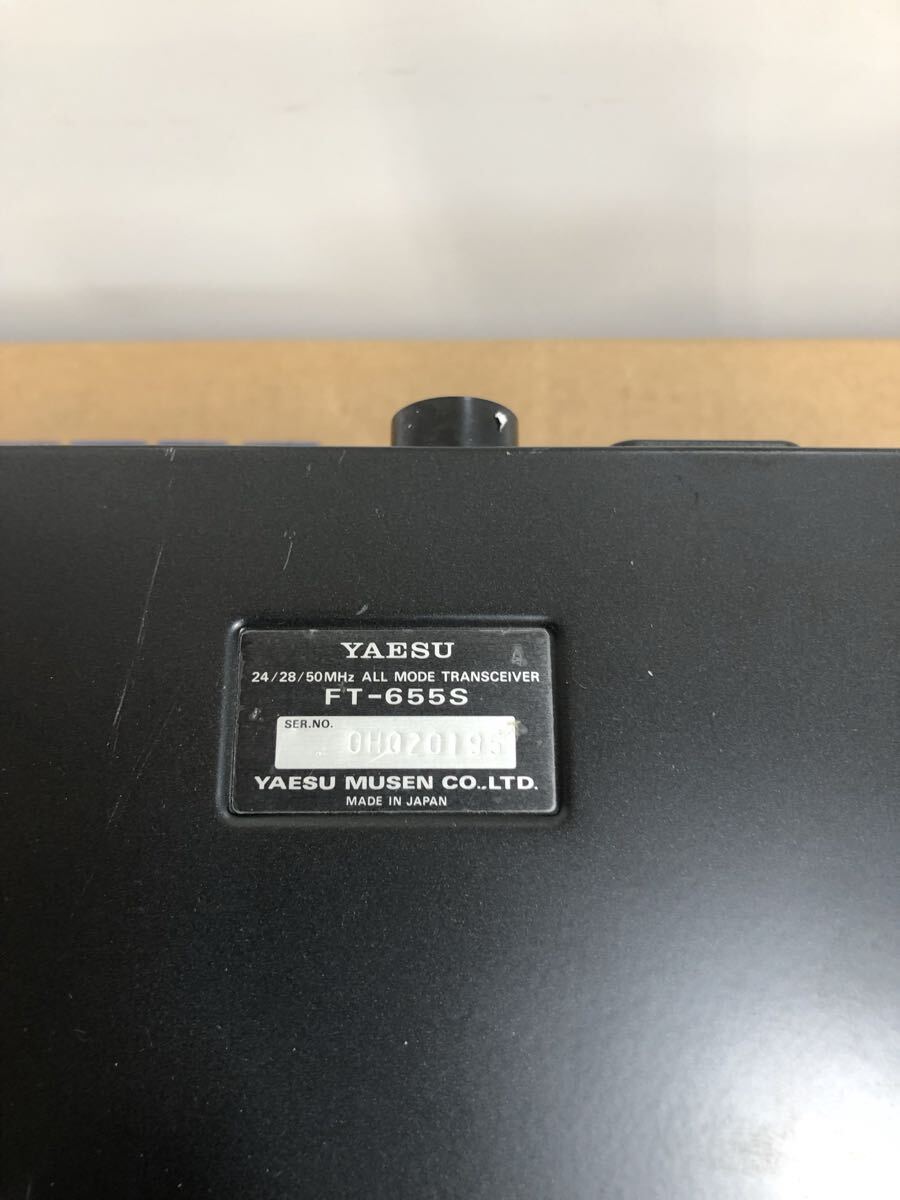 YAESU
24/28/50MHz ALL MODE TRANSCEIVER
FT-655S
SER.NO.
0H020195
YAESU MUSEN CO.,LTD.
MADE IN JAPAN